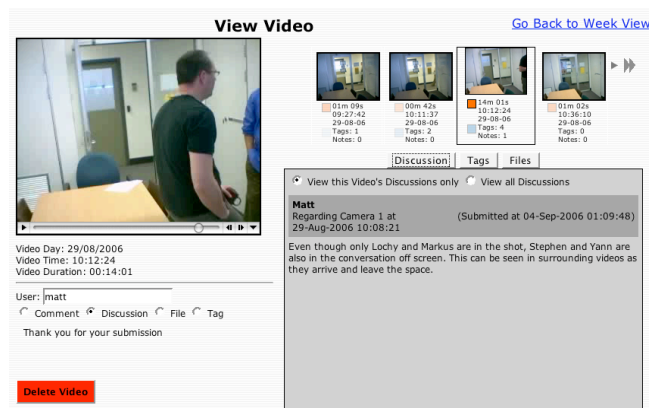 View Video
Go Back to Week View
01m 09s
09:27:42
29-08-06
Tags: 1
Notes: 0
00m 42s
10:11:37
29-08-06
Tags: 2
Notes: 0
14m 01s
10:12:24
29-08-06
Tags: 4
Notes: 1
01m 02s
10:36:10
29-08-06
Tags: 0
Notes: 0
Discussion Tags Files
View this Video's Discussions only View all Discussions
Matt
Regarding Camera 1 at (Submitted at 04-Sep-2006 01:09:48)
29-Aug-2006 10:08:21
Even though only Lochy and Markus are in the shot, Stephen and Yann are
also in the conversation off screen. This can be seen in surrounding videos as
they arrive and leave the space.
Video Day: 29/08/2006
Video Time: 10:12:24
Video Duration: 00:14:01
User: matt
Comment Discussion File Tag
Thank you for your submission
Delete Video